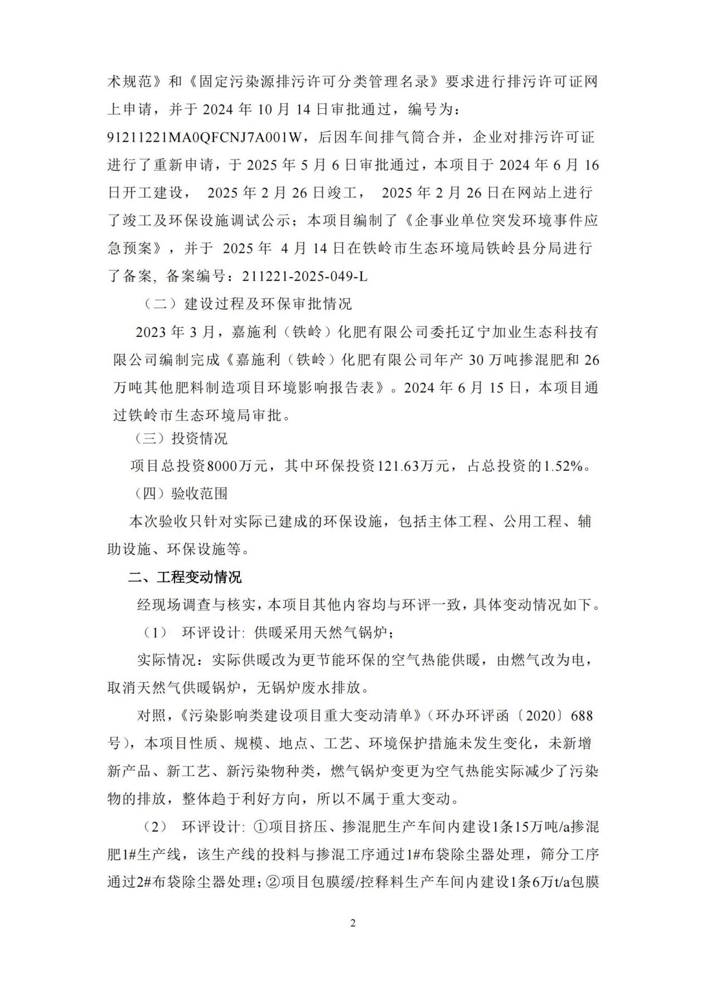 术规范》和《固定污染源排污许可分类管理名录》要求进行排污许可证网
上申请，并于 2024 年 10 月 14 日审批通过，编号为：
91211221MA0QFCNJ7A001W，后因车间排气筒合并，企业对排污许可证
进行了重新申请，于 2025 年 5 月 6 日审批通过，本项目于 2024 年 6 月 16
日开工建设， 2025 年 2 月 26 日竣工， 2025 年 2 月 26 日在网站上进行
了竣工及环保设施调试公示；本项目编制了《企事业单位突发环境事件应
急预案》，并于 2025 年 4 月 14 日在铁岭市生态环境局铁岭县分局进行
了备案, 备案编号：211221-2025-049-L
（二）建设过程及环保审批情况
2023 年 3 月，嘉施利（铁岭）化肥有限公司委托辽宁加业生态科技有
限公司编制完成《嘉施利（铁岭）化肥有限公司年产 30 万吨掺混肥和 26
万吨其他肥料制造项目环境影响报告表》。2024 年 6 月 15 日，本项目通
过铁岭市生态环境局审批。
（三）投资情况
项目总投资8000万元，其中环保投资121.63万元，占总投资的1.52%。
（四）验收范围
本次验收只针对实际已建成的环保设施，包括主体工程、公用工程、辅
助设施、环保设施等。
二、工程变动情况
经现场调查与核实，本项目其他内容均与环评一致，具体变动情况如下。
（1） 环评设计: 供暖采用天然气锅炉；
实际情况：实际供暖改为更节能环保的空气热能供暖，由燃气改为电，
取消天然气供暖锅炉，无锅炉废水排放。
对照，《污染影响类建设项目重大变动清单》（环办环评函〔2020〕688
号），本项目性质、规模、地点、工艺、环境保护措施未发生变化，未新增
新产品、新工艺、新污染物种类，燃气锅炉变更为空气热能实际减少了污染
物的排放，整体趋于利好方向，所以不属于重大变动。
（2） 环评设计: ①项目挤压、掺混肥生产车间内建设1条15万吨/a掺混
肥1#生产线，该生产线的投料与掺混工序通过1#布袋除尘器处理，筛分工序
通过2#布袋除尘器处理；②项目包膜缓/控释料生产车间内建设1条6万t/a包膜
2